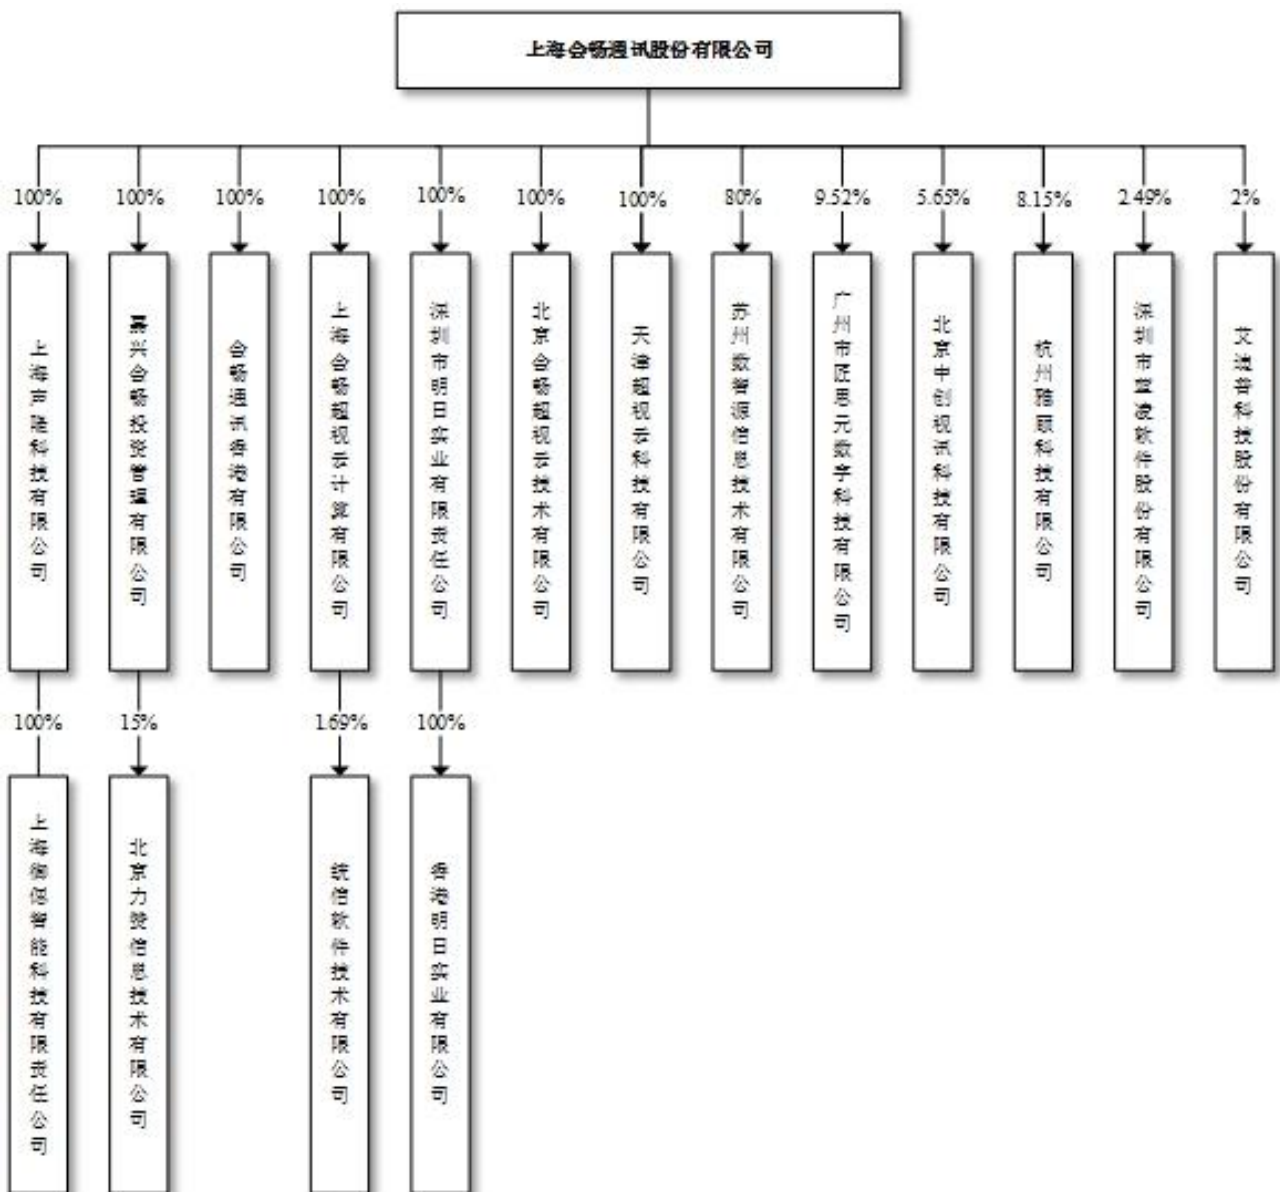 上海会畅通讯股份有限公司
100%
100%
100%
100%
100%
100%
100%
80%
9.52%
5.65%
8.15%
2.49%
2%
上海声隆科技有限公司
嘉兴会畅投资管理有限公司
会畅通讯香港有限公司
上海会畅超视云计算有限公司
深圳市明日实业有限责任公司
北京会畅超视云技术有限公司
天津超视云科技有限公司
苏州数智源信息技术有限公司
广州市匠思元数字科技有限公司
北京中创视讯科技有限公司
杭州雅顾科技有限公司
深圳市蓝凌软件股份有限公司
艾迪普科技股份有限公司
100%
15%
1.69%
100%
上海御保智能科技有限责任公司
北京力赞信息技术有限公司
统信软件技术有限公司
香港明日实业有限公司